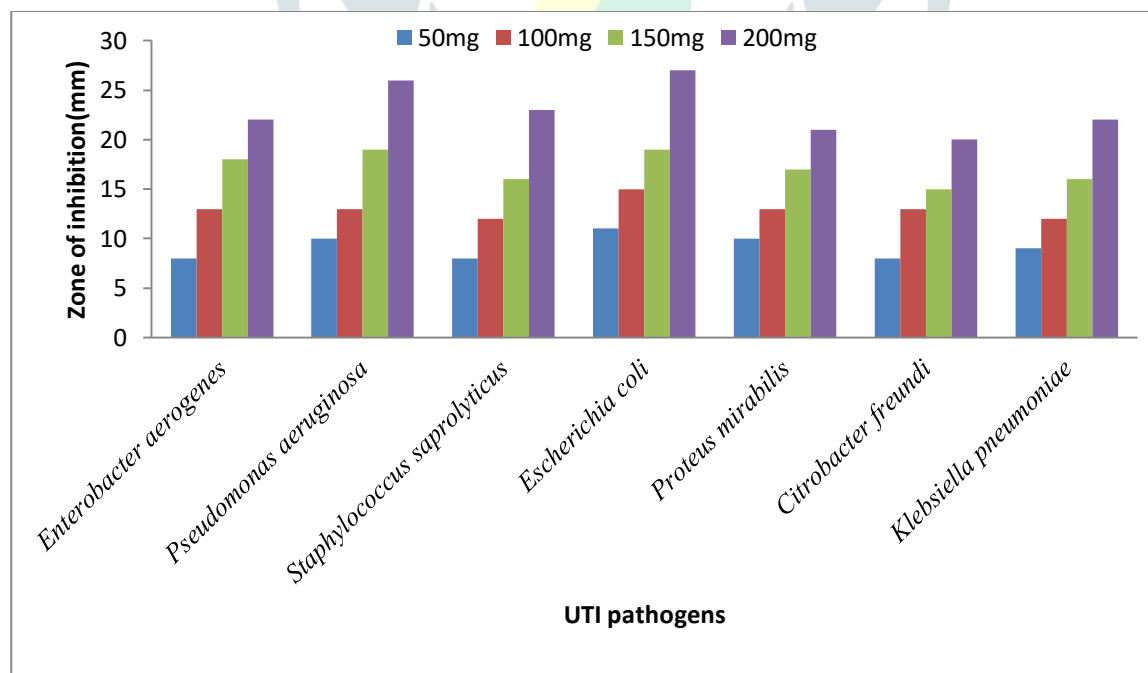 30
25
20
15
10
5
0
Zone of inhibition(mm)
50mg 100mg 150mg 200mg
Enterobacter aerogenes
Pseudomonas aeruginosa
Staphylococcus saprolyticus
Escherichia coli
Proteus mirabilis
Citrobacter freundi
Klebsiella pneumoniae
UTI pathogens